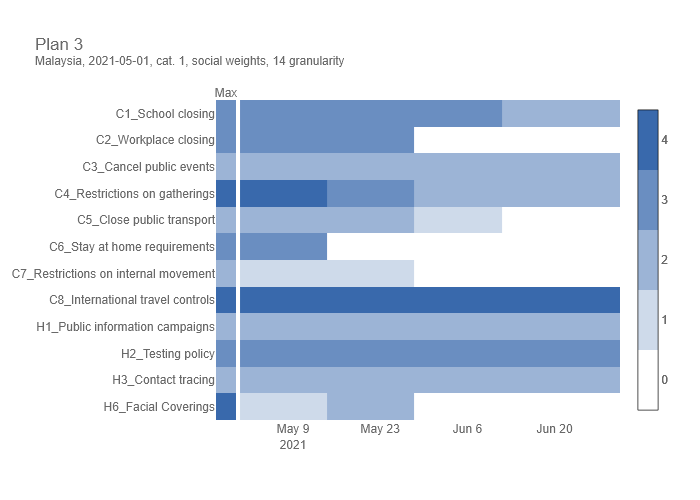 Plan 3
Malaysia, 2021-05-01, cat. 1, social weights, 14 granularity
Max
C1_School closing
C2_Workplace closing
C3_Cancel public events
C4_Restrictions on gatherings
C5_Close public transport
C6_Stay at home requirements
C7_Restrictions on internal movement
C8_International travel controls
H1_Public information campaigns
H2_Testing policy
H3_Contact tracing
H6_Facial Coverings
May 9 May 23 Jun 6 Jun 20
2021
4
3
2
1
0